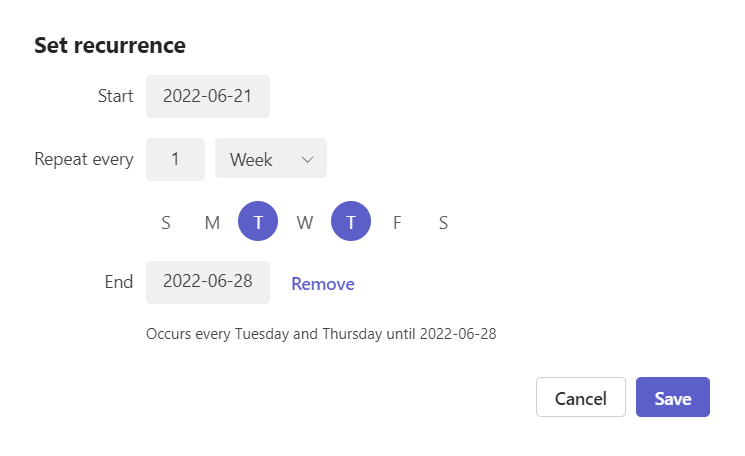 Set recurrence
Start 2022-06-21
Repeat every 1 Week
S M T W T F S
End 2022-06-28 Remove
Occurs every Tuesday and Thursday until 2022-06-28
Cancel Save